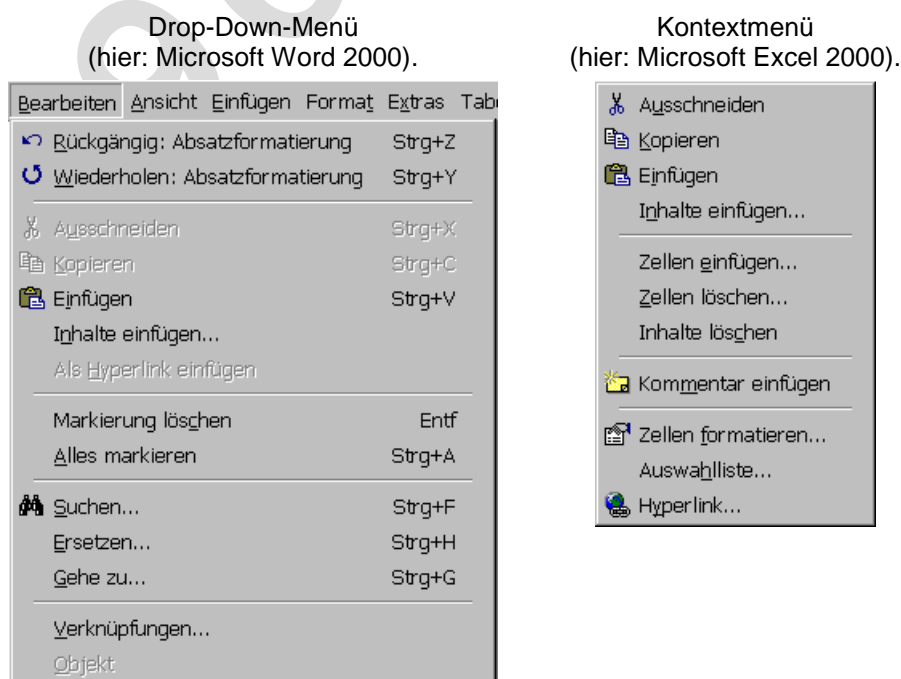 Drop-Down-Menü
(hier: Microsoft Word 2000).
Bearbeiten Ansicht Einfügen Format Extras
Rückgängig: Absatzformatierung Strg+Z
Wiederholen: Absatzformatierung Strg+Y
Ausschneiden Strg+X
Kopieren Strg+C
Einfügen Strg+V
Inhalte einfügen...
Als Hyperlink einfügen
Markierung löschen Entf
Alles markieren Strg+A
Suchen... Strg+F
Ersetzen... Strg+H
Gehe zu... Strg+G
Verknüpfungen...
Objekt
Kontextmenü
(hier: Microsoft Excel 2000).
Ausschneiden
Kopieren
Einfügen
Inhalte einfügen...
Zellen einfügen...
Zellen löschen...
Inhalte löschen
Kommentar einfügen
Zellen formatieren...
Auswahlliste...
Hyperlink...